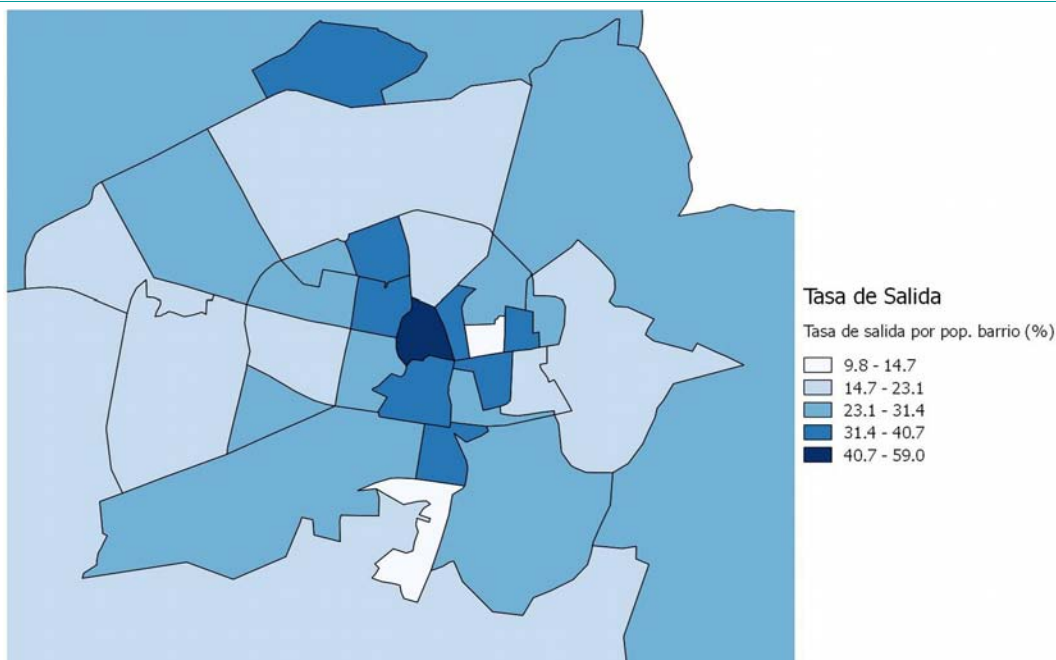 Tasa de Salida
Tasa de salida por pop. barrio (%)
9.8 - 14.7
14.7 - 23.1
23.1 - 31.4
31.4 - 40.7
40.7 - 59.0